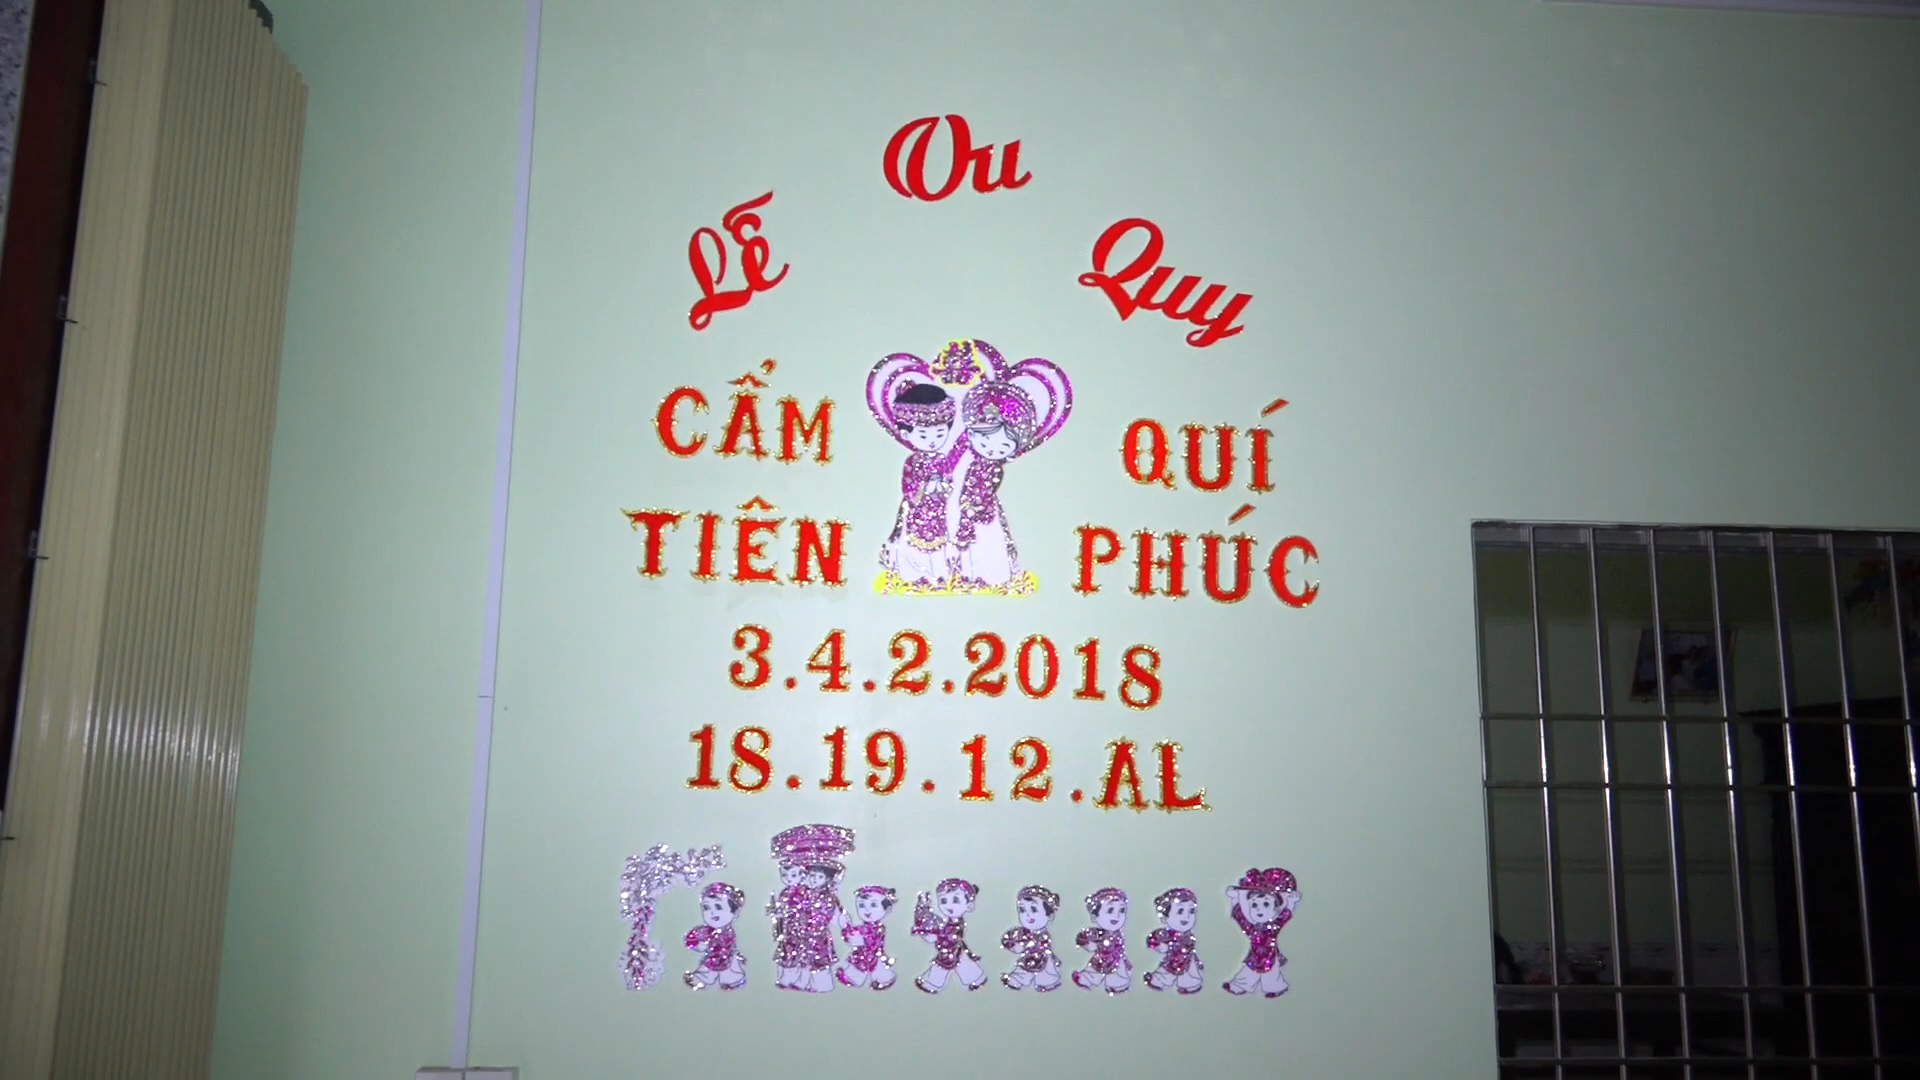 Lễ Vu Quy
CẨM QUÍ
TIÊN PHÚC
3.4.2.2018
18.19.12.AL